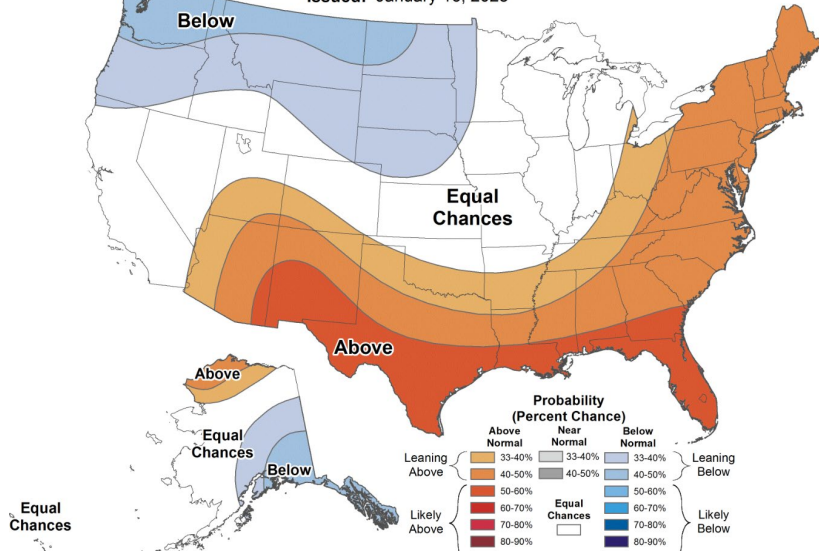 Below
Equal
Chances
Above
Above
Equal
Chances
Below
Equal
Chances
Probability
(Percent Chance)
Above
Normal
Near
Normal
Below
Normal
Leaning
Above
33-40%
40-50%
50-60%
60-70%
70-80%
80-90%
Likely
Above
33-40%
40-50%
Equal
Chances
33-40%
40-50%
50-60%
60-70%
70-80%
80-90%
Leaning
Below
Likely
Below